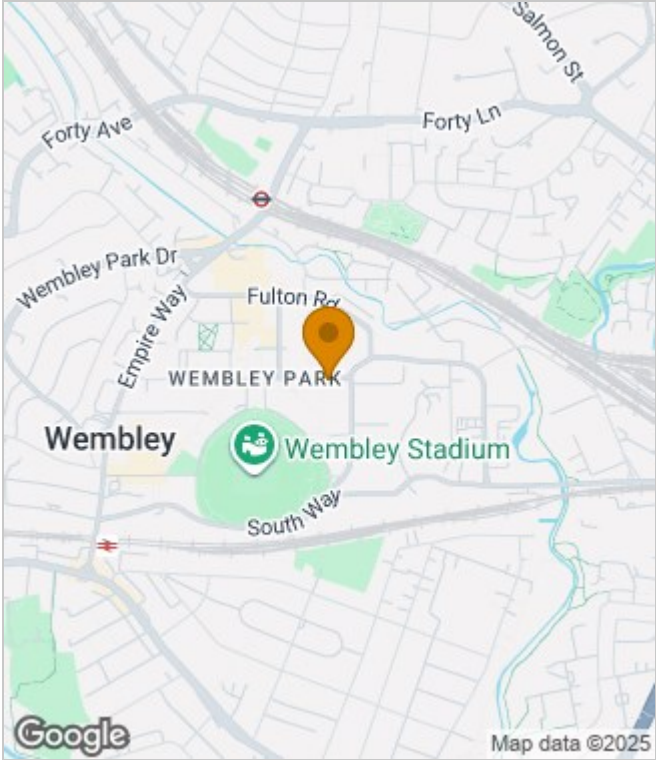 Salmon St
Forty Ave
Forty Ln
Wembley Park Dr
Fulton Rd
Empire Way
WEMBLEY PARK
Wembley
Wembley Stadium
South Way
Google
Map data ©2025